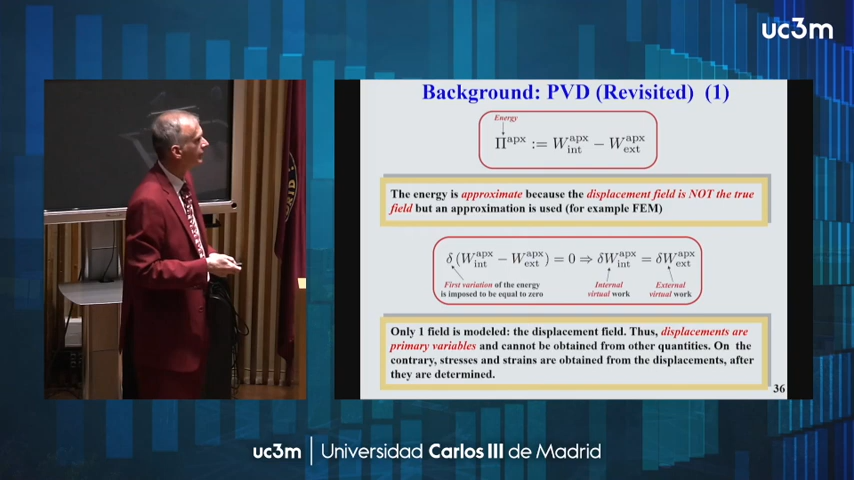 uc3m
Background: PVD (Revisited) (1)
Energy
Π^apx := W_int^apx − W_ext^apx
The energy is approximate because the displacement field is NOT the true
field but an approximation is used (for example FEM)
δ(W_int^apx − W_ext^apx) = 0 ⇒ δW_int^apx = δW_ext^apx
First variation of the energy
is imposed to be equal to zero
Internal
virtual work
External
virtual work
Only 1 field is modeled: the displacement field. Thus, displacements are
primary variables and cannot be obtained from other quantities. On the
contrary, stresses and strains are obtained from the displacements, after
they are determined.
36
uc3m | Universidad Carlos III de Madrid